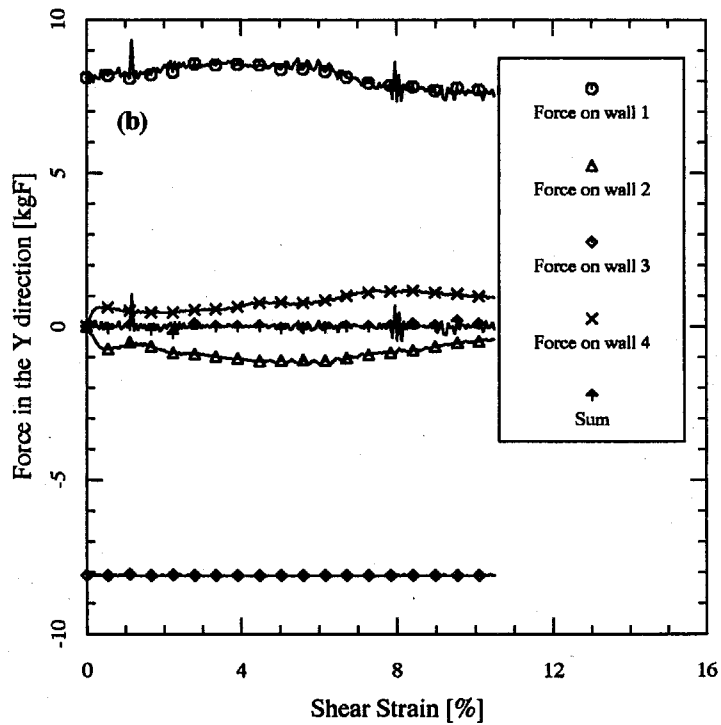 10
5
0
-5
-10
Force in the Y direction [kgF]
(b)
Force on wall 1
Force on wall 2
Force on wall 3
Force on wall 4
Sum
0
4
8
12
16
Shear Strain [%]